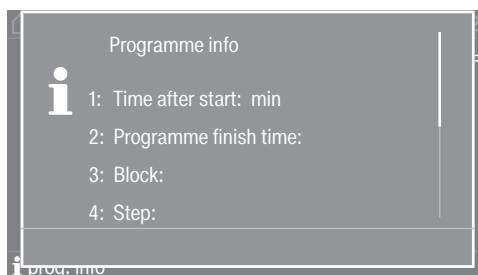 Programme info
1: Time after start: min
2: Programme finish time:
3: Block:
4: Step:
prog. info